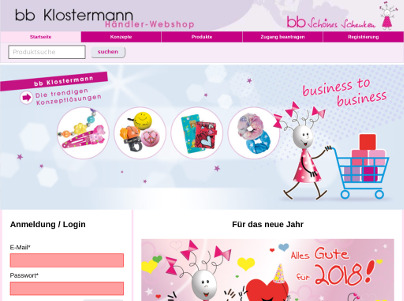 bb Klostermann
Händler-Webshop
bb Schönes Schenken
Startseite
Konzepte
Produkte
Zugang beantragen
Registrierung
Produktsuche
suchen
bb Klostermann
Die trendigen
Konzeptlösungen
business to
business
Anmeldung / Login
E-Mail*
Passwort*
Für das neue Jahr
Alles Gute
für 2018!